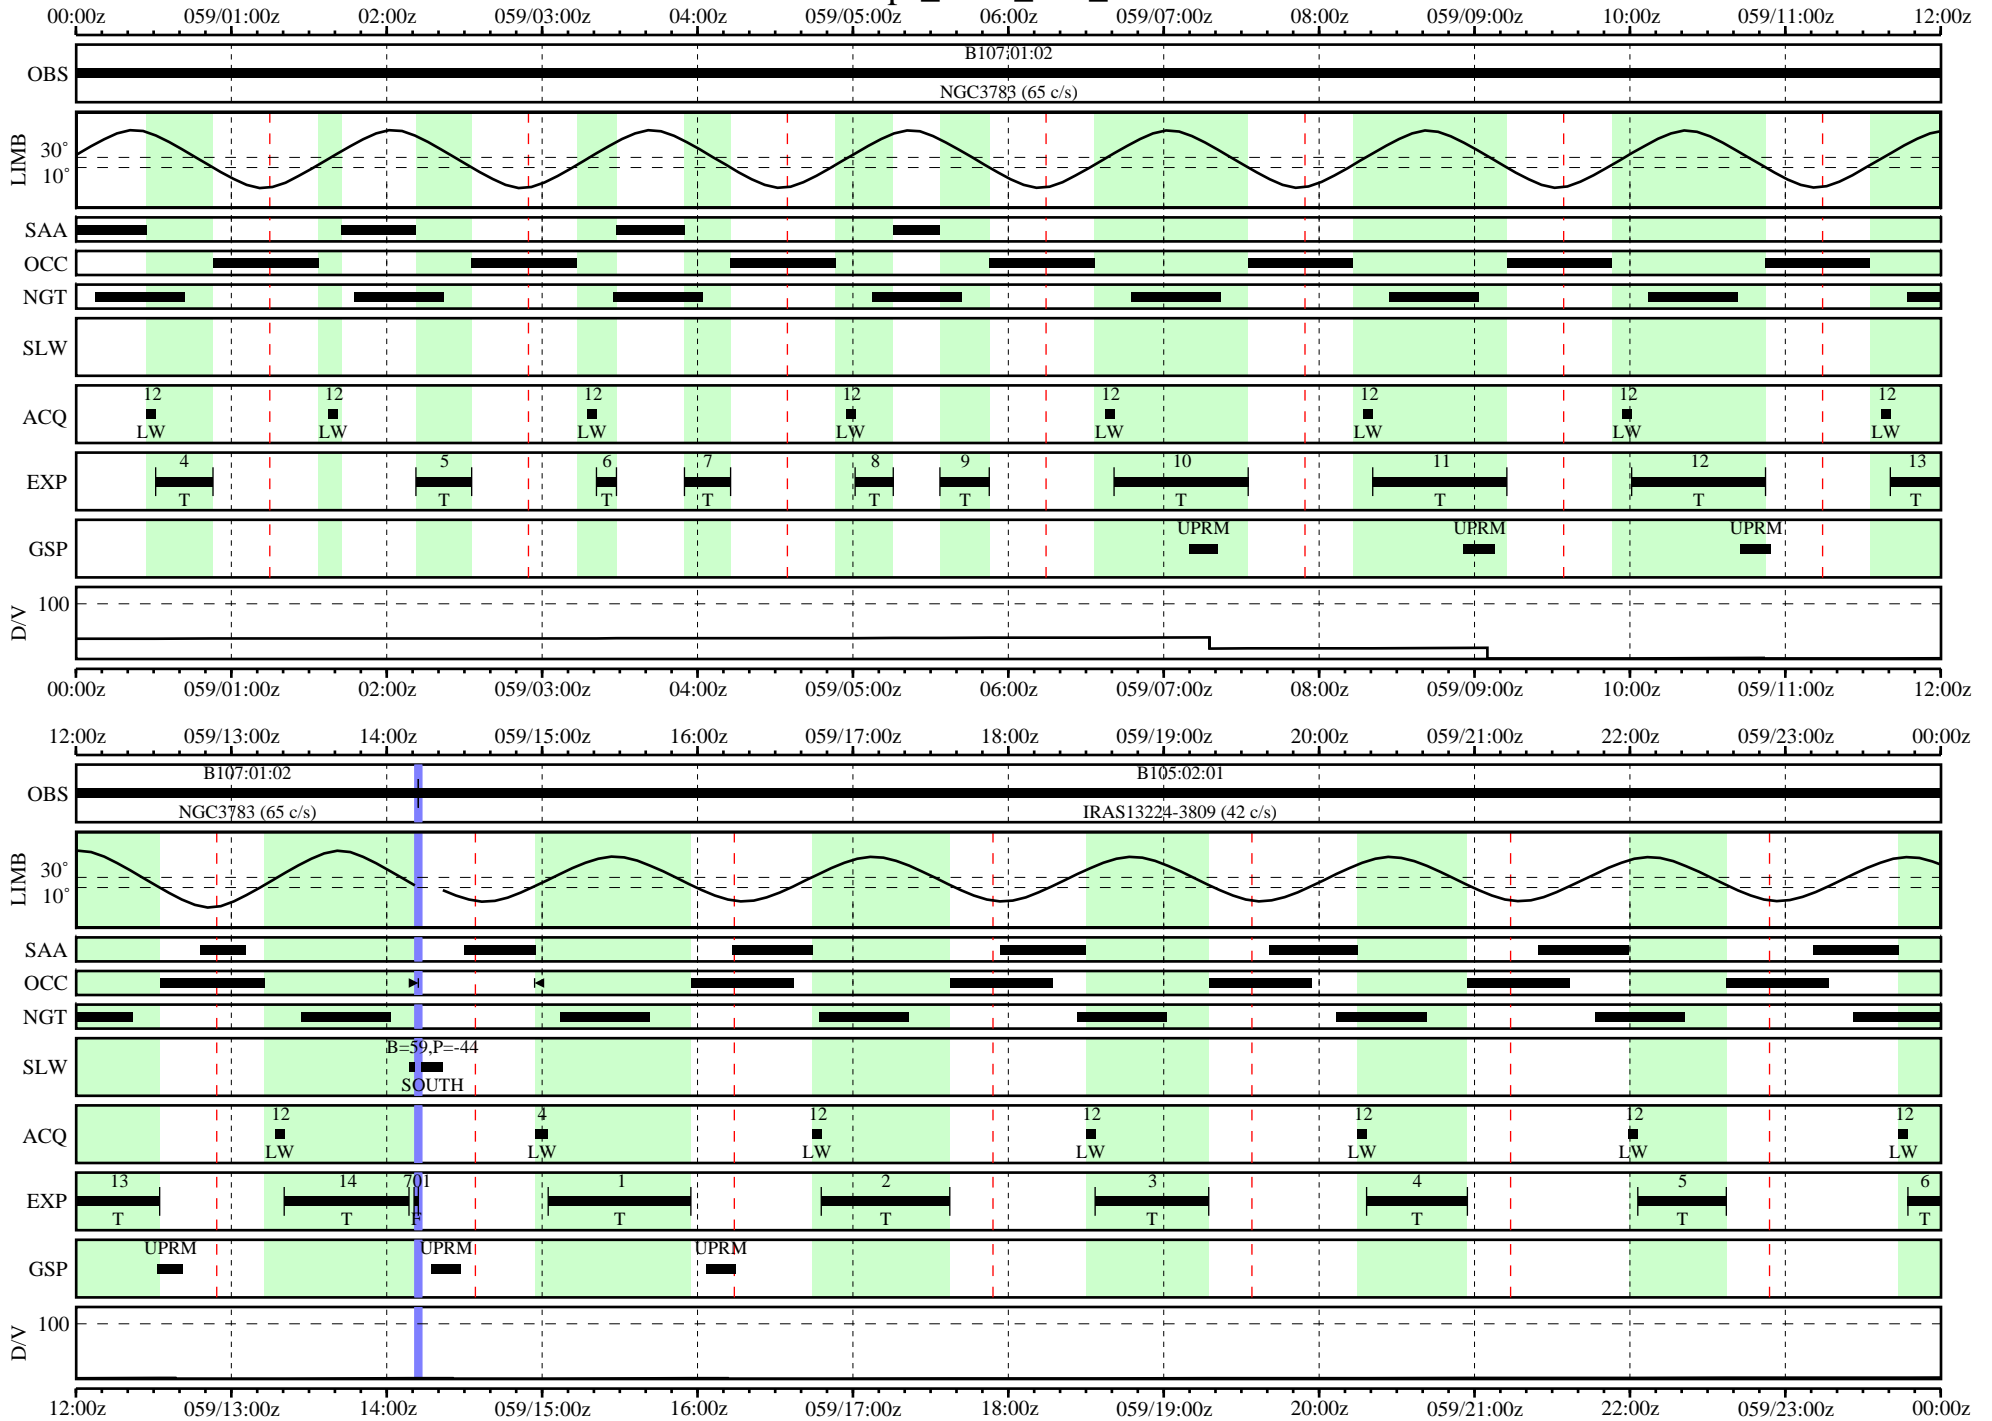 00:00z 059/01:00z 02:00z 059/03:00z 04:00z 059/05:00z 06:00z 059/07:00z 08:00z 059/09:00z 10:00z 059/11:00z 12:00z
B107:01:02
OBS
NGC3783 (65 c/s)
LIMB
30°
10°
SAA
OCC
NGT
SLW
12 12 12 12 12 12 12 12
ACQ
LW LW LW LW LW LW LW LW
4 5 6 7 8 9 10 11 12 13
EXP
T T T T T T T T T T
UPRM UPRM UPRM
GSP
D/V
100
00:00z 059/01:00z 02:00z 059/03:00z 04:00z 059/05:00z 06:00z 059/07:00z 08:00z 059/09:00z 10:00z 059/11:00z 12:00z
12:00z 059/13:00z 14:00z 059/15:00z 16:00z 059/17:00z 18:00z 059/19:00z 20:00z 059/21:00z 22:00z 059/23:00z 00:00z
B107:01:02 B105:02:01
OBS
NGC3783 (65 c/s) IRAS13224-3809 (42 c/s)
LIMB
30°
10°
SAA
OCC
NGT
B=59,P=-44
SLW
SOUTH
12 4 12 12 12 12 12
ACQ
LW LW LW LW LW LW LW
13 14 701 1 2 3 4 5 6
EXP
T T F T T T T T T
UPRM UPRM UPRM
GSP
D/V
100
12:00z 059/13:00z 14:00z 059/15:00z 16:00z 059/17:00z 18:00z 059/19:00z 20:00z 059/21:00z 22:00z 059/23:00z 00:00z